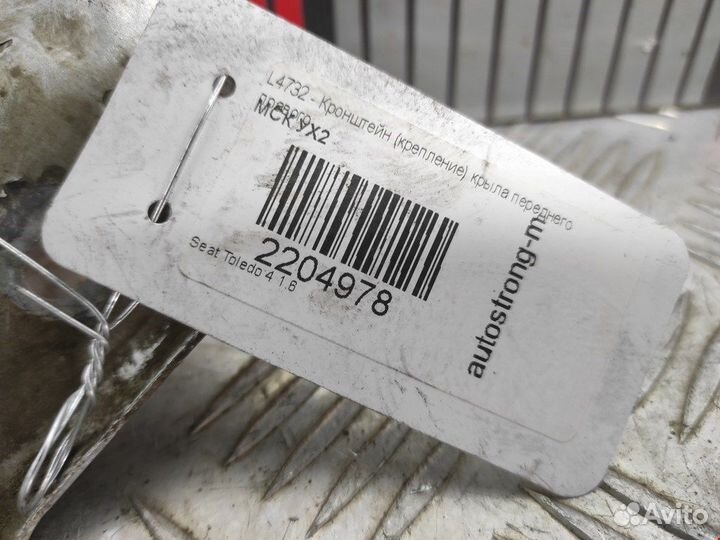 L4732 - Кронштейн (крепление) крыла переднего
правого
МСК УХ2
2204978
Seat Toledo 4 1.6
autostrong-m
Avito